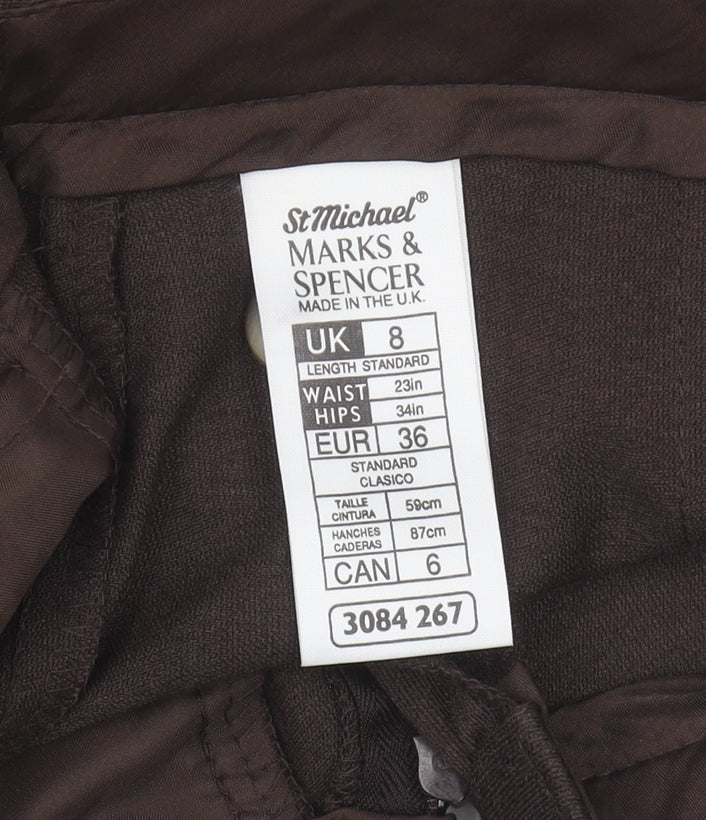 St Michael®
MARKS &
SPENCER
MADE IN THE U.K.
UK 8
LENGTH STANDARD
WAIST 23in
HIPS 34in
EUR 36
STANDARD
CLASICO
TAILLE
CINTURA 59cm
HANCHES
CADERAS 87cm
CAN 6
3084 267